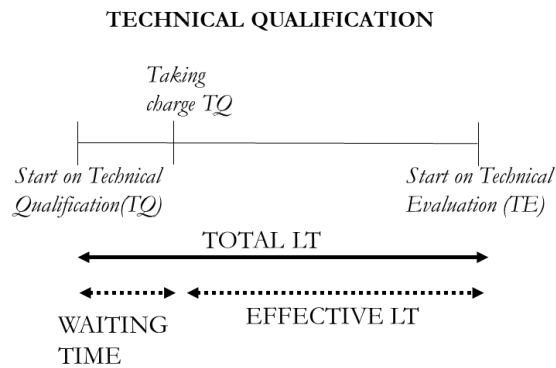 TECHNICAL QUALIFICATION
Taking
charge TQ
Start on Technical
Qualification(TQ)
Start on Technical
Evaluation (TE)
TOTAL LT
WAITING
TIME
EFFECTIVE LT